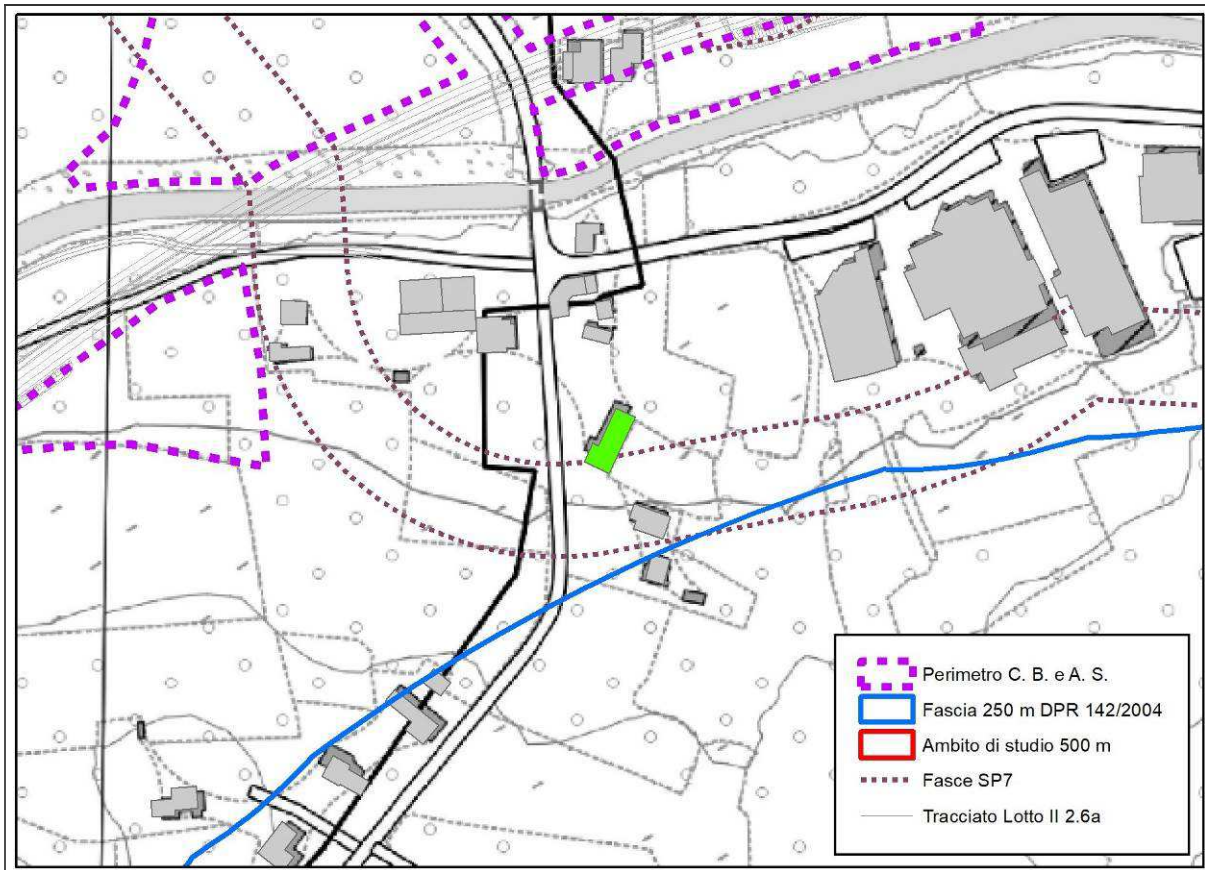 Perimetro C. B. e A. S.
Fascia 250 m DPR 142/2004
Ambito di studio 500 m
Fasce SP7
Tracciato Lotto II 2.6a